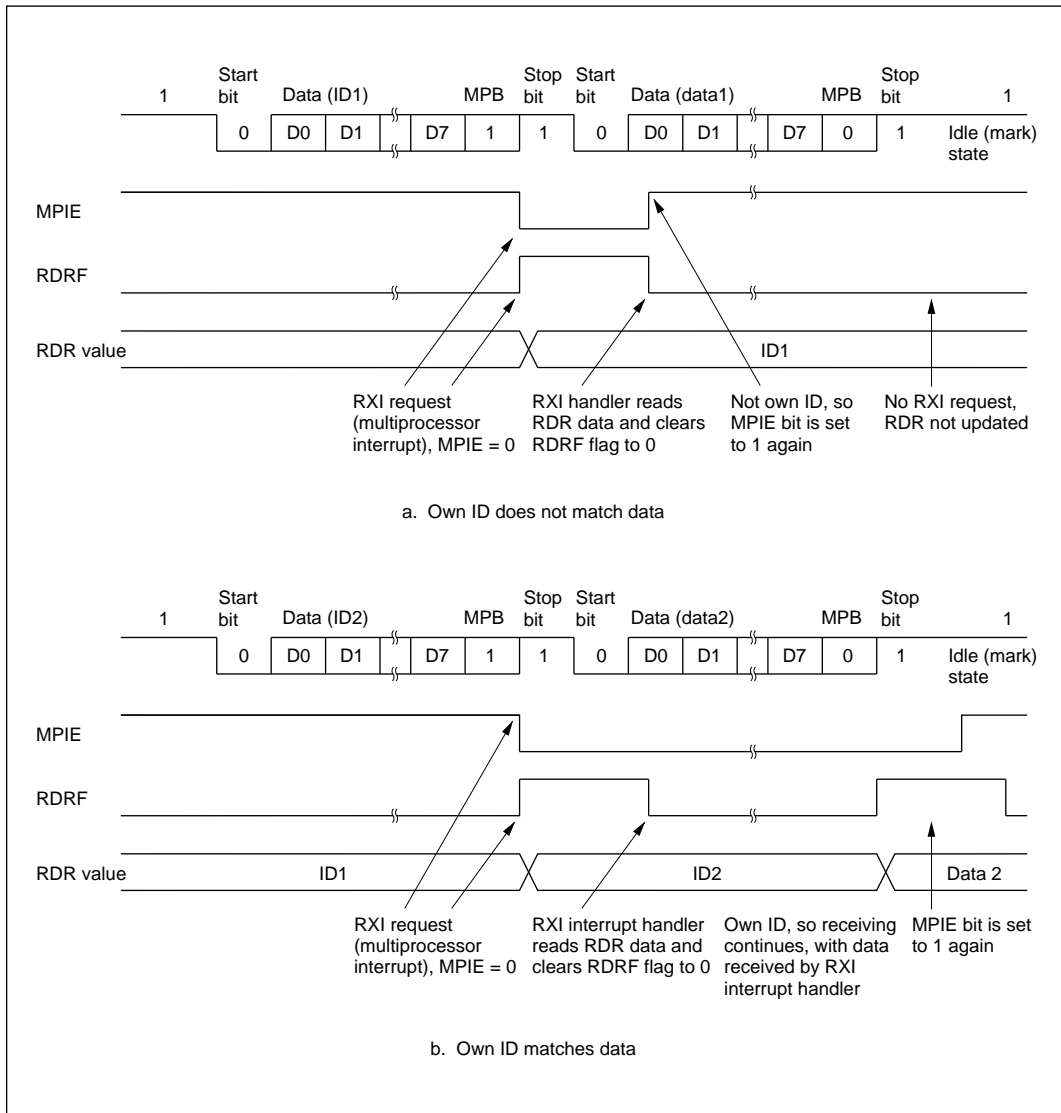 Start Stop Start Stop
1 bit Data (ID1) MPB bit bit Data (data1) MPB bit 1
0 D0 D1 D7 1 1 0 D0 D1 D7 0 1 Idle (mark)
state
MPIE
RDRF
RDR value ID1
RXI request
(multiprocessor
interrupt), MPIE = 0
RXI handler reads
RDR data and clears
RDRF flag to 0
Not own ID, so
MPIE bit is set
to 1 again
No RXI request,
RDR not updated
a. Own ID does not match data
Start Stop Start Stop
1 bit Data (ID2) MPB bit bit Data (data2) MPB bit 1
0 D0 D1 D7 1 1 0 D0 D1 D7 0 1 Idle (mark)
state
MPIE
RDRF
RDR value ID1 ID2 Data 2
RXI request
(multiprocessor
interrupt), MPIE = 0
RXI interrupt handler
reads RDR data and
clears RDRF flag to 0
Own ID, so receiving
continues, with data
received by RXI
interrupt handler
MPIE bit is set
to 1 again
b. Own ID matches data